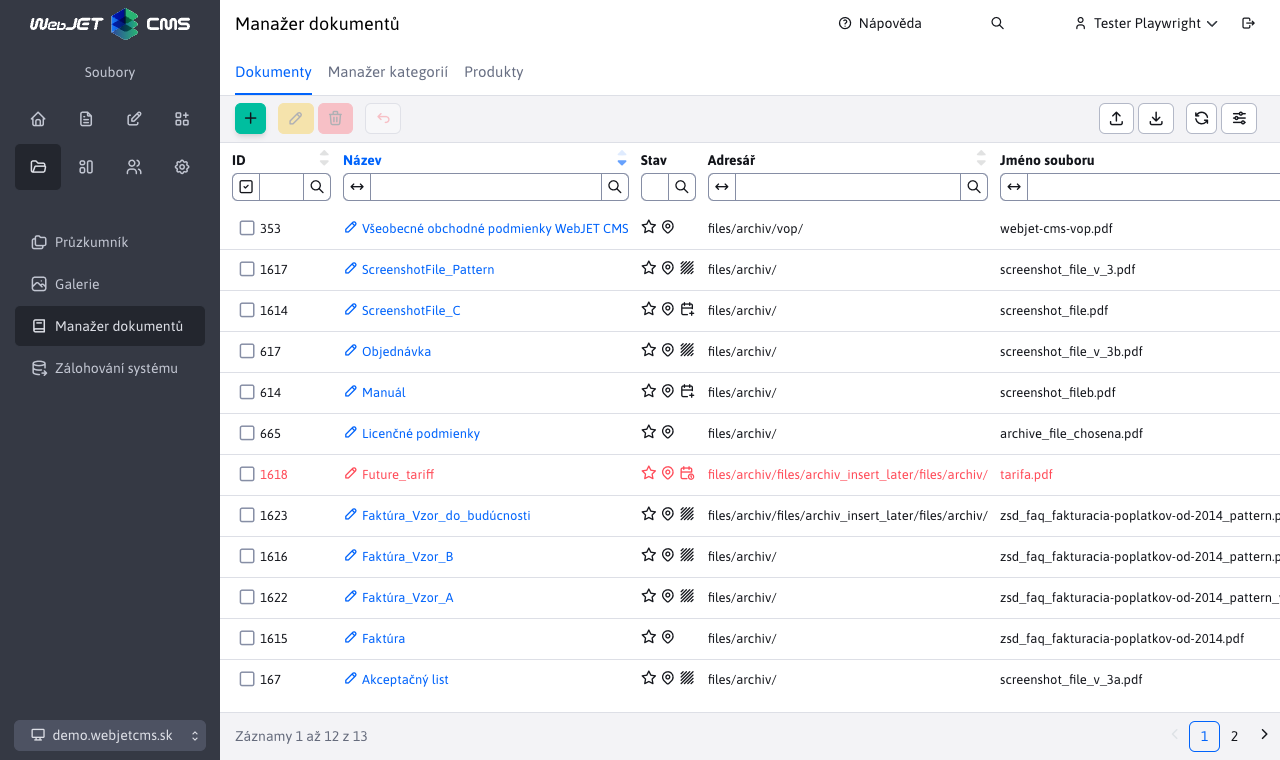 WebJET CMS
Manažer dokumentů
Nápověda
Tester Playwright
Soubory
Dokumenty
Manažer kategorií
Produkty
Průzkumník
Galerie
Manažer dokumentů
Zálohování systému
demo.webjetcms.sk
ID Název Stav Adresář Jméno souboru
353 Všeobecné obchodné podmienky WebJET CMS files/archiv/vop/ webjet-cms-vop.pdf
1617 ScreenshotFile_Pattern files/archiv/ screenshot_file_v_3.pdf
1614 ScreenshotFile_C files/archiv/ screenshot_file.pdf
617 Objednávka files/archiv/ screenshot_file_v_3b.pdf
614 Manuál files/archiv/ screenshot_fileb.pdf
665 Licenčné podmienky files/archiv/ archive_file_chosena.pdf
1618 Future_tariff files/archiv/files/archiv_insert_later/files/archiv/ tarifa.pdf
1623 Faktúra_Vzor_do_budúcnosti files/archiv/files/archiv_insert_later/files/archiv/ zsd_faq_fakturacia-poplatkov-od-2014_pattern.p
1616 Faktúra_Vzor_B files/archiv/ zsd_faq_fakturacia-poplatkov-od-2014_pattern.p
1622 Faktúra_Vzor_A files/archiv/ zsd_faq_fakturacia-poplatkov-od-2014_pattern_
1615 Faktúra files/archiv/ zsd_faq_fakturacia-poplatkov-od-2014.pdf
167 Akceptačný list files/archiv/ screenshot_file_v_3a.pdf
Záznamy 1 až 12 z 13
1 2